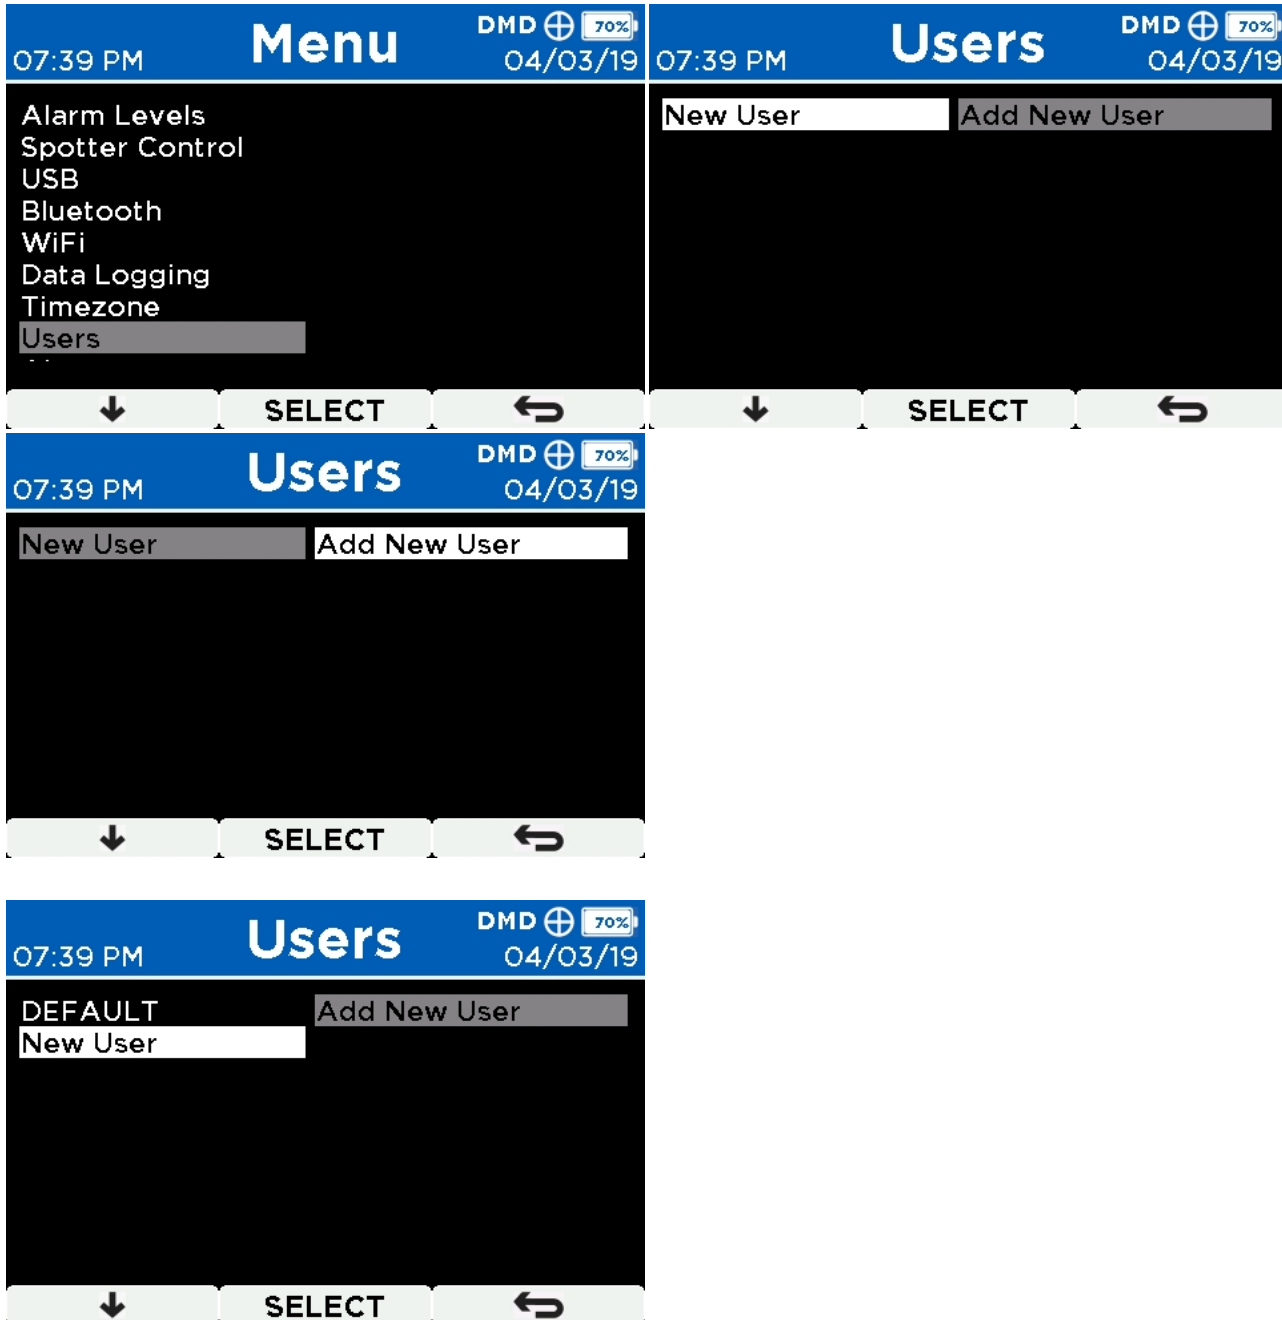 Menu
DMD 70%
07:39 PM
04/03/19
Alarm Levels
Spotter Control
USB
Bluetooth
WiFi
Data Logging
Timezone
Users
SELECT
Users
DMD 70%
07:39 PM
04/03/19
New User
Add New User
SELECT
Users
DMD 70%
07:39 PM
04/03/19
New User
Add New User
SELECT
Users
DMD 70%
07:39 PM
04/03/19
DEFAULT
Add New User
New User
SELECT